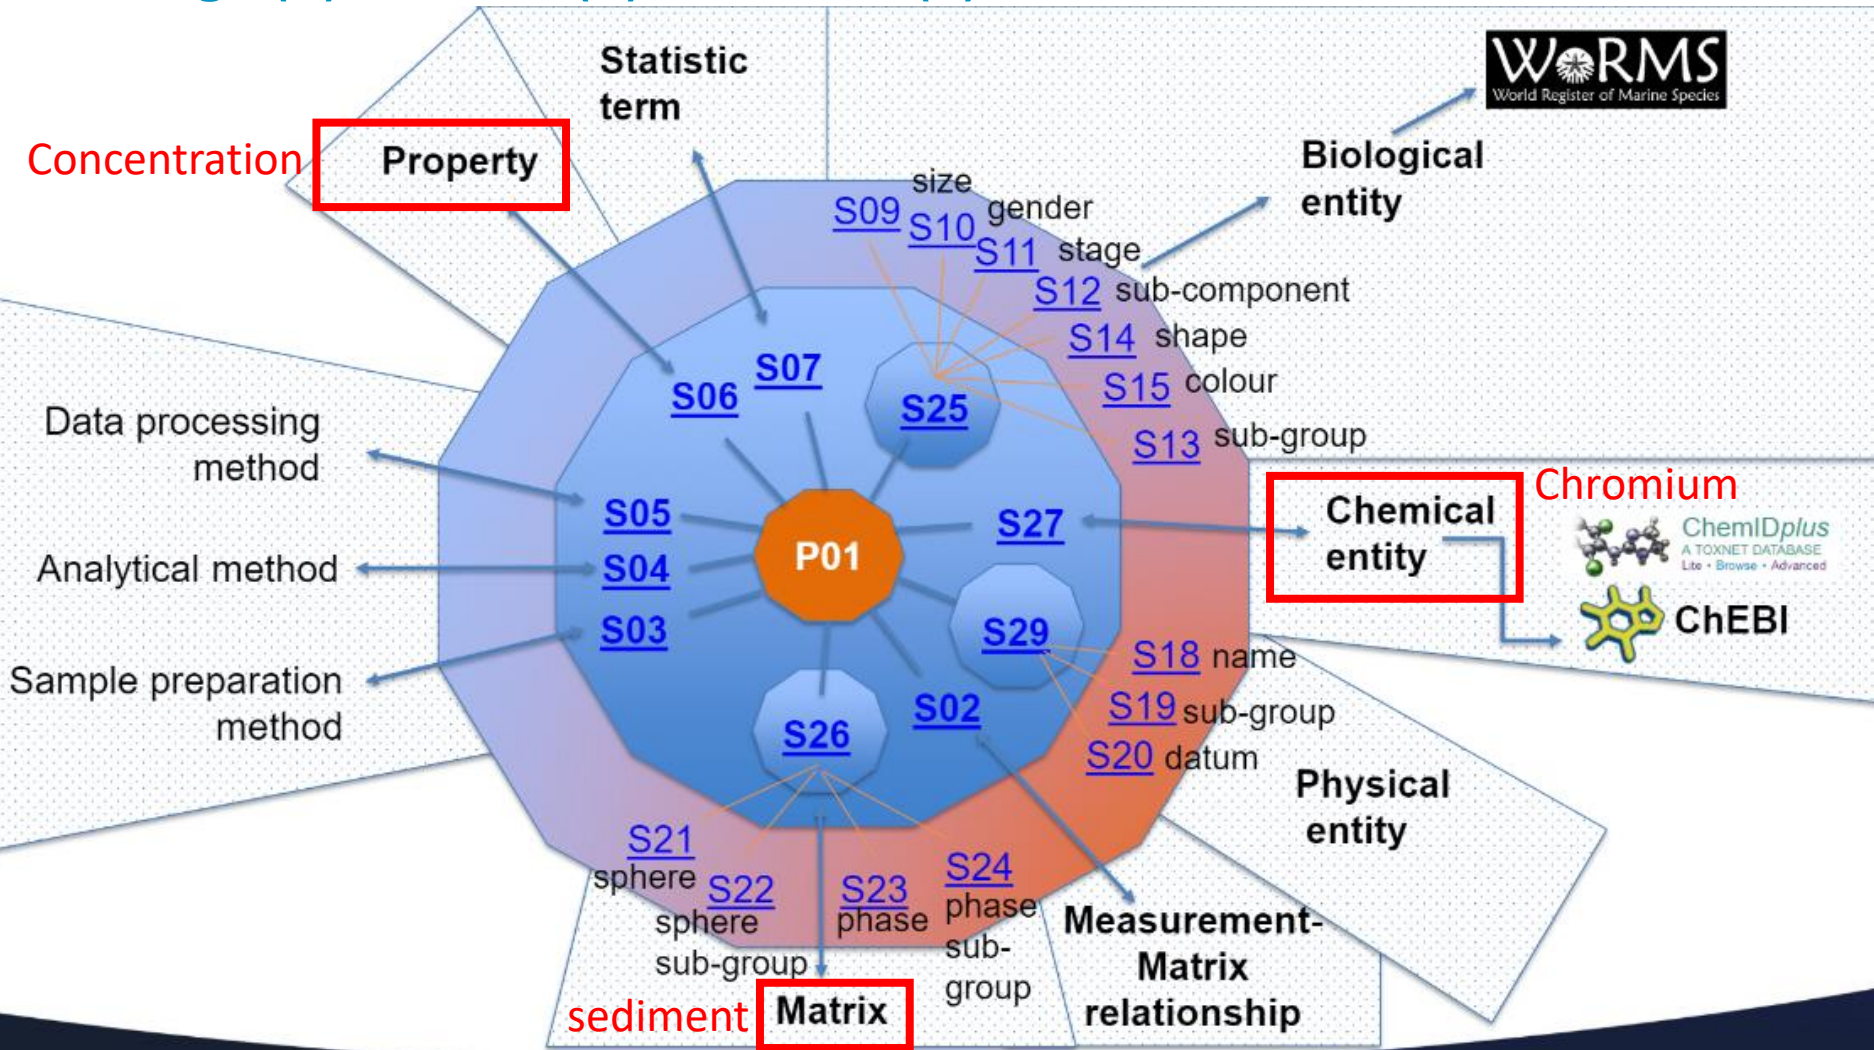 Statistic
term
WoRMS
World Register of Marine Species
Concentration
Property
Biological
entity
size
S09
S10
gender
S11
stage
S12
sub-component
S14
shape
S15
colour
S13
sub-group
S07
S06
S25
Data processing
method
S05
S27
Chemical
entity
Chromium
ChemIDplus
A TOXNET DATABASE
Lite • Browse • Advanced
ChEBI
Analytical method
S04
P01
S03
S29
Sample preparation
method
S18 name
S19 sub-group
S20 datum
S26
S02
Physical
entity
S21
sphere
S22
sphere
sub-group
S23
phase
S24
phase
sub-
group
Measurement-
Matrix
relationship
sediment
Matrix